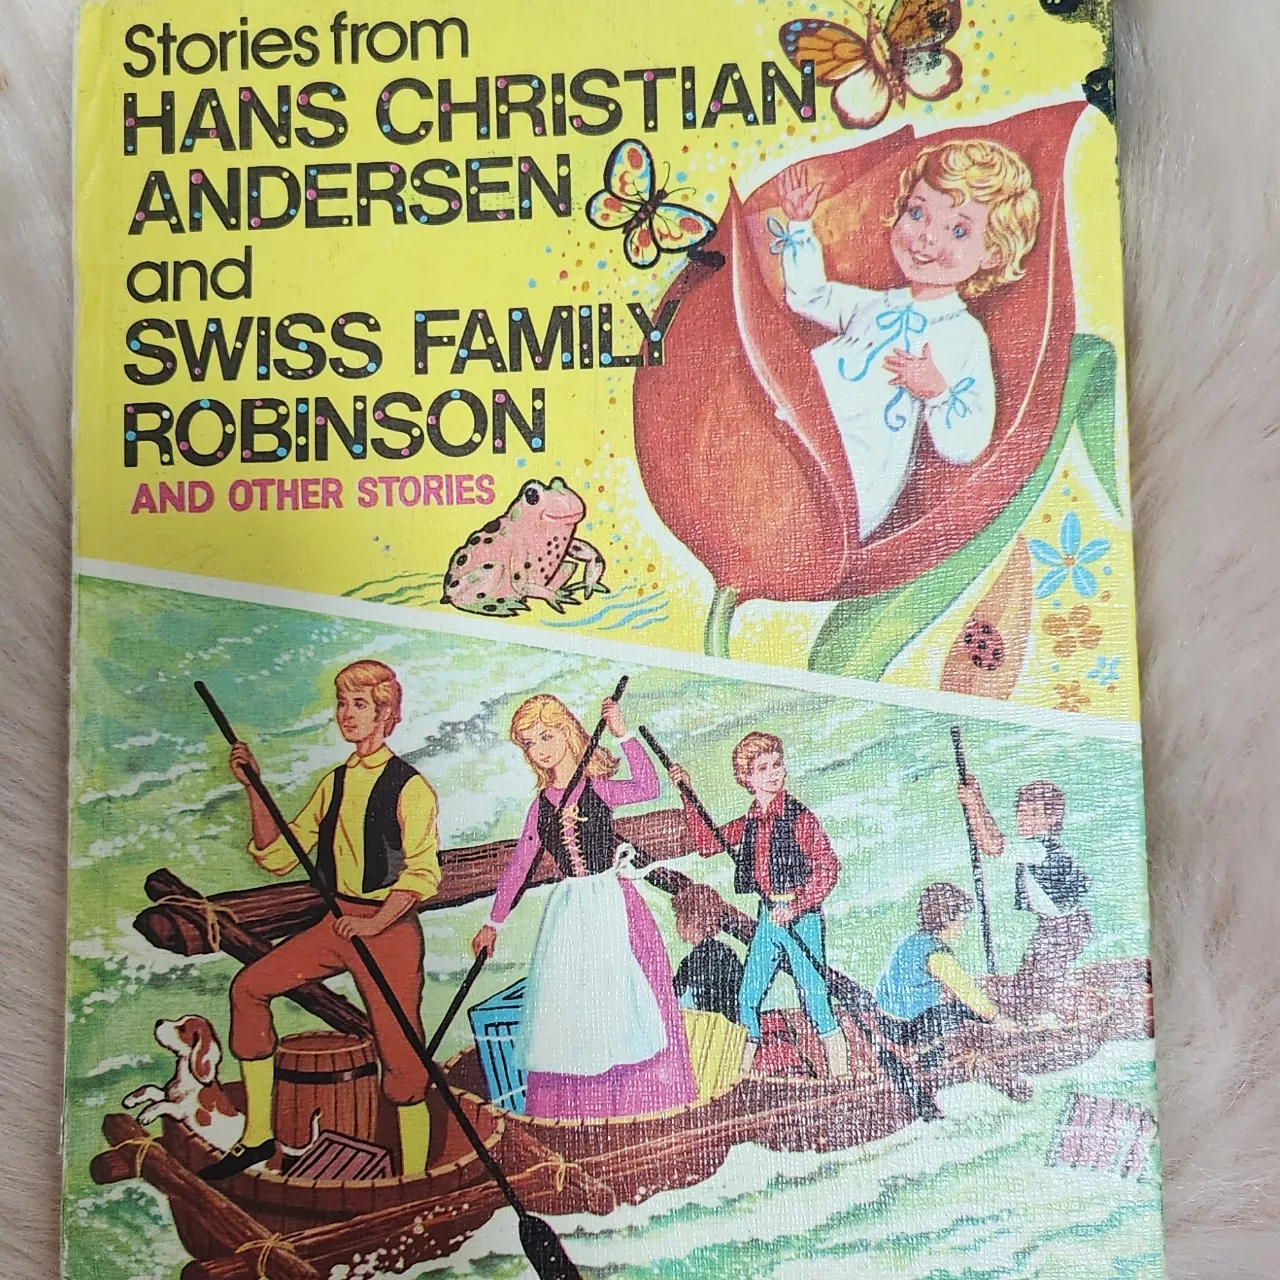 Stories from
HANS CHRISTIAN
ANDERSEN
and
SWISS FAMILY
ROBINSON
AND OTHER STORIES